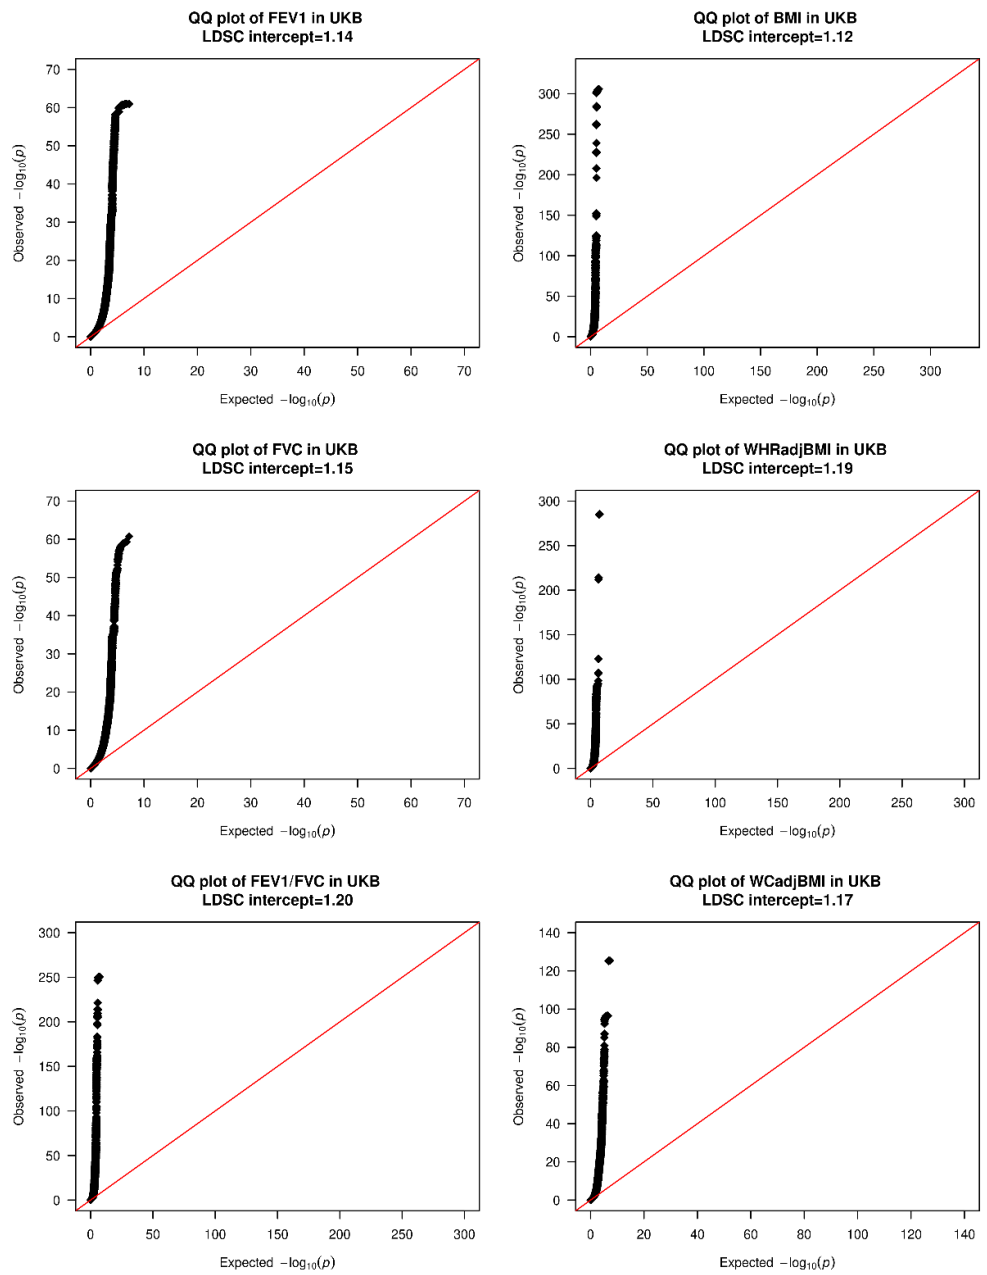 QQ plot of FEV1 in UKB
LDSC intercept=1.14
70
60
50
40
30
20
10
0
Observed −log10(p)
0 10 20 30 40 50 60 70
Expected −log10(p)
QQ plot of BMI in UKB
LDSC intercept=1.12
300
250
200
150
100
50
0
Observed −log10(p)
0 50 100 150 200 250 300
Expected −log10(p)
QQ plot of FVC in UKB
LDSC intercept=1.15
70
60
50
40
30
20
10
0
Observed −log10(p)
0 10 20 30 40 50 60 70
Expected −log10(p)
QQ plot of WHRadjBMI in UKB
LDSC intercept=1.19
300
250
200
150
100
50
0
Observed −log10(p)
0 50 100 150 200 250 300
Expected −log10(p)
QQ plot of FEV1/FVC in UKB
LDSC intercept=1.20
300
250
200
150
100
50
0
Observed −log10(p)
0 50 100 150 200 250 300
Expected −log10(p)
QQ plot of WCadjBMI in UKB
LDSC intercept=1.17
140
120
100
80
60
40
20
0
Observed −log10(p)
0 20 40 60 80 100 120 140
Expected −log10(p)